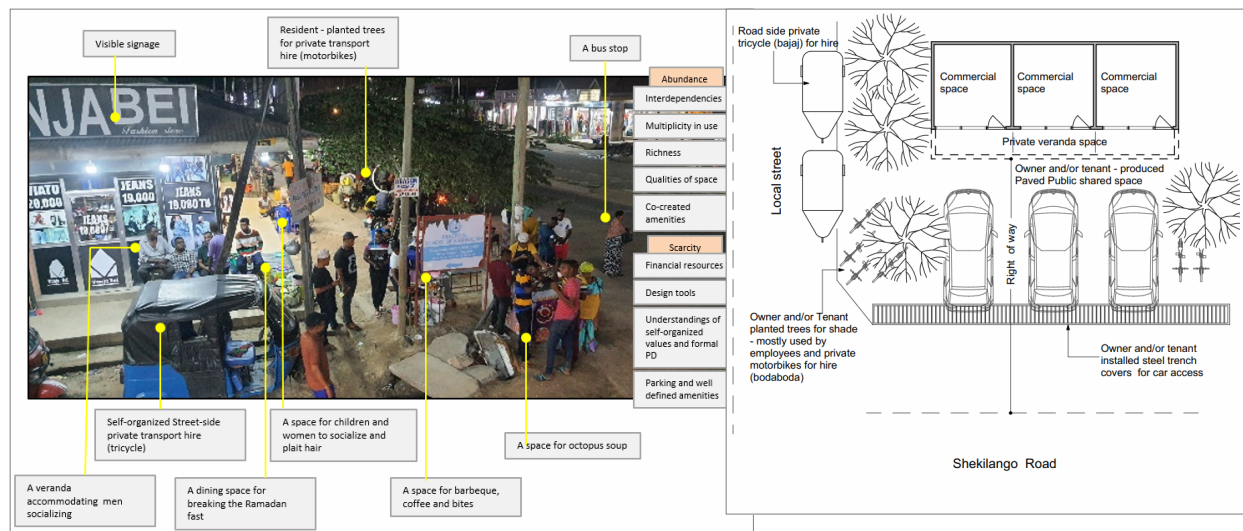 Visible signage
Resident - planted trees
for private transport
hire (motorbikes)
A bus stop
NJABEI
Fashion
JEANS
19,000
JEANS
20,000
Abundance
Interdependencies
Multiplicity in use
Richness
Qualities of space
Co-created
amenities
Scarcity
Financial resources
Design tools
Understandings of
self-organized
values and formal
PD
Parking and well
defined amenities
Self-organized Street-side
private transport hire
(tricycle)
A space for children and
women to socialize and
plait hair
A space for octopus soup
A veranda
accommodating men
socializing
A dining space for
breaking the Ramadan
fast
A space for barbeque,
coffee and bites
Road side private
tricycle (bajaj) for hire
Commercial
space
Commercial
space
Commercial
space
Private veranda space
Owner and/or tenant - produced
Paved Public shared space
Local street
Right of way
Owner and/or Tenant
planted trees for shade
- mostly used by
employees and private
motorbikes for hire
(bodaboda)
Owner and/or tenant
installed steel trench
covers for car access
Shekilango Road